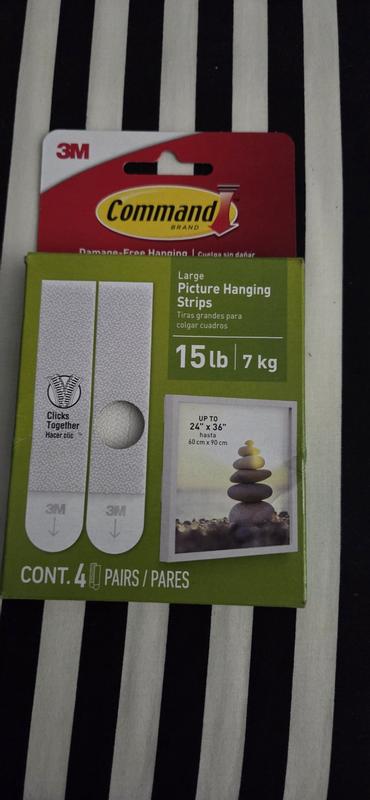 3M
Command
BRAND
Damage-Free Hanging | Cuelga sin dañar
Large
Picture Hanging
Strips
Tiras grandes para
colgar cuadros
15 lb | 7 kg
Clicks
Together
Hacer clic™
UP TO
24" x 36"
hasta
60 cm x 90 cm
3M
3M
CONT. 4 PAIRS / PARES